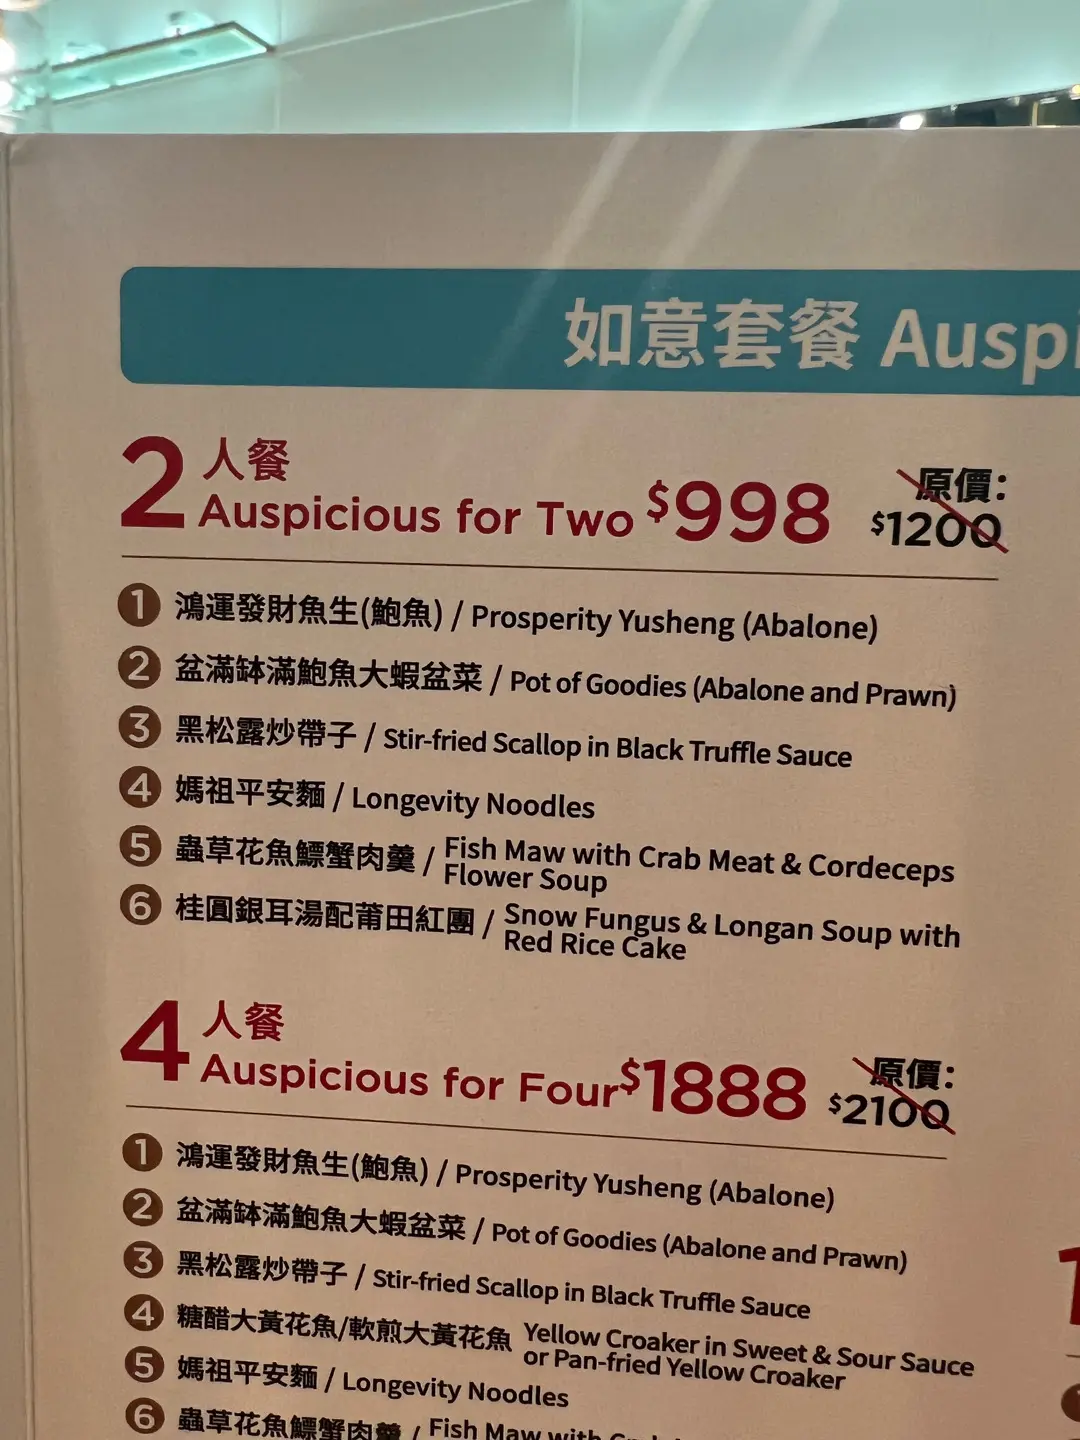 如意套餐 Auspi
2 人餐
Auspicious for Two $998
原價:
$1200
1 鴻運發財魚生(鮑魚) / Prosperity Yusheng (Abalone)
2 盆滿缽滿鮑魚大蝦盆菜 / Pot of Goodies (Abalone and Prawn)
3 黑松露炒帶子 / Stir-fried Scallop in Black Truffle Sauce
4 媽祖平安麵 / Longevity Noodles
5 蟲草花魚鰾蟹肉羹 / Fish Maw with Crab Meat & Cordeceps
Flower Soup
6 桂圓銀耳湯配莆田紅團 / Snow Fungus & Longan Soup with
Red Rice Cake
4 人餐
Auspicious for Four $1888
原價:
$2100
1 鴻運發財魚生(鮑魚) / Prosperity Yusheng (Abalone)
2 盆滿缽滿鮑魚大蝦盆菜 / Pot of Goodies (Abalone and Prawn)
3 黑松露炒帶子 / Stir-fried Scallop in Black Truffle Sauce
4 糖醋大黃花魚/軟煎大黃花魚 Yellow Croaker in Sweet & Sour Sauce
or Pan-fried Yellow Croaker
5 媽祖平安麵 / Longevity Noodles
6 蟲草花魚鰾蟹肉羹 / Fish Maw with